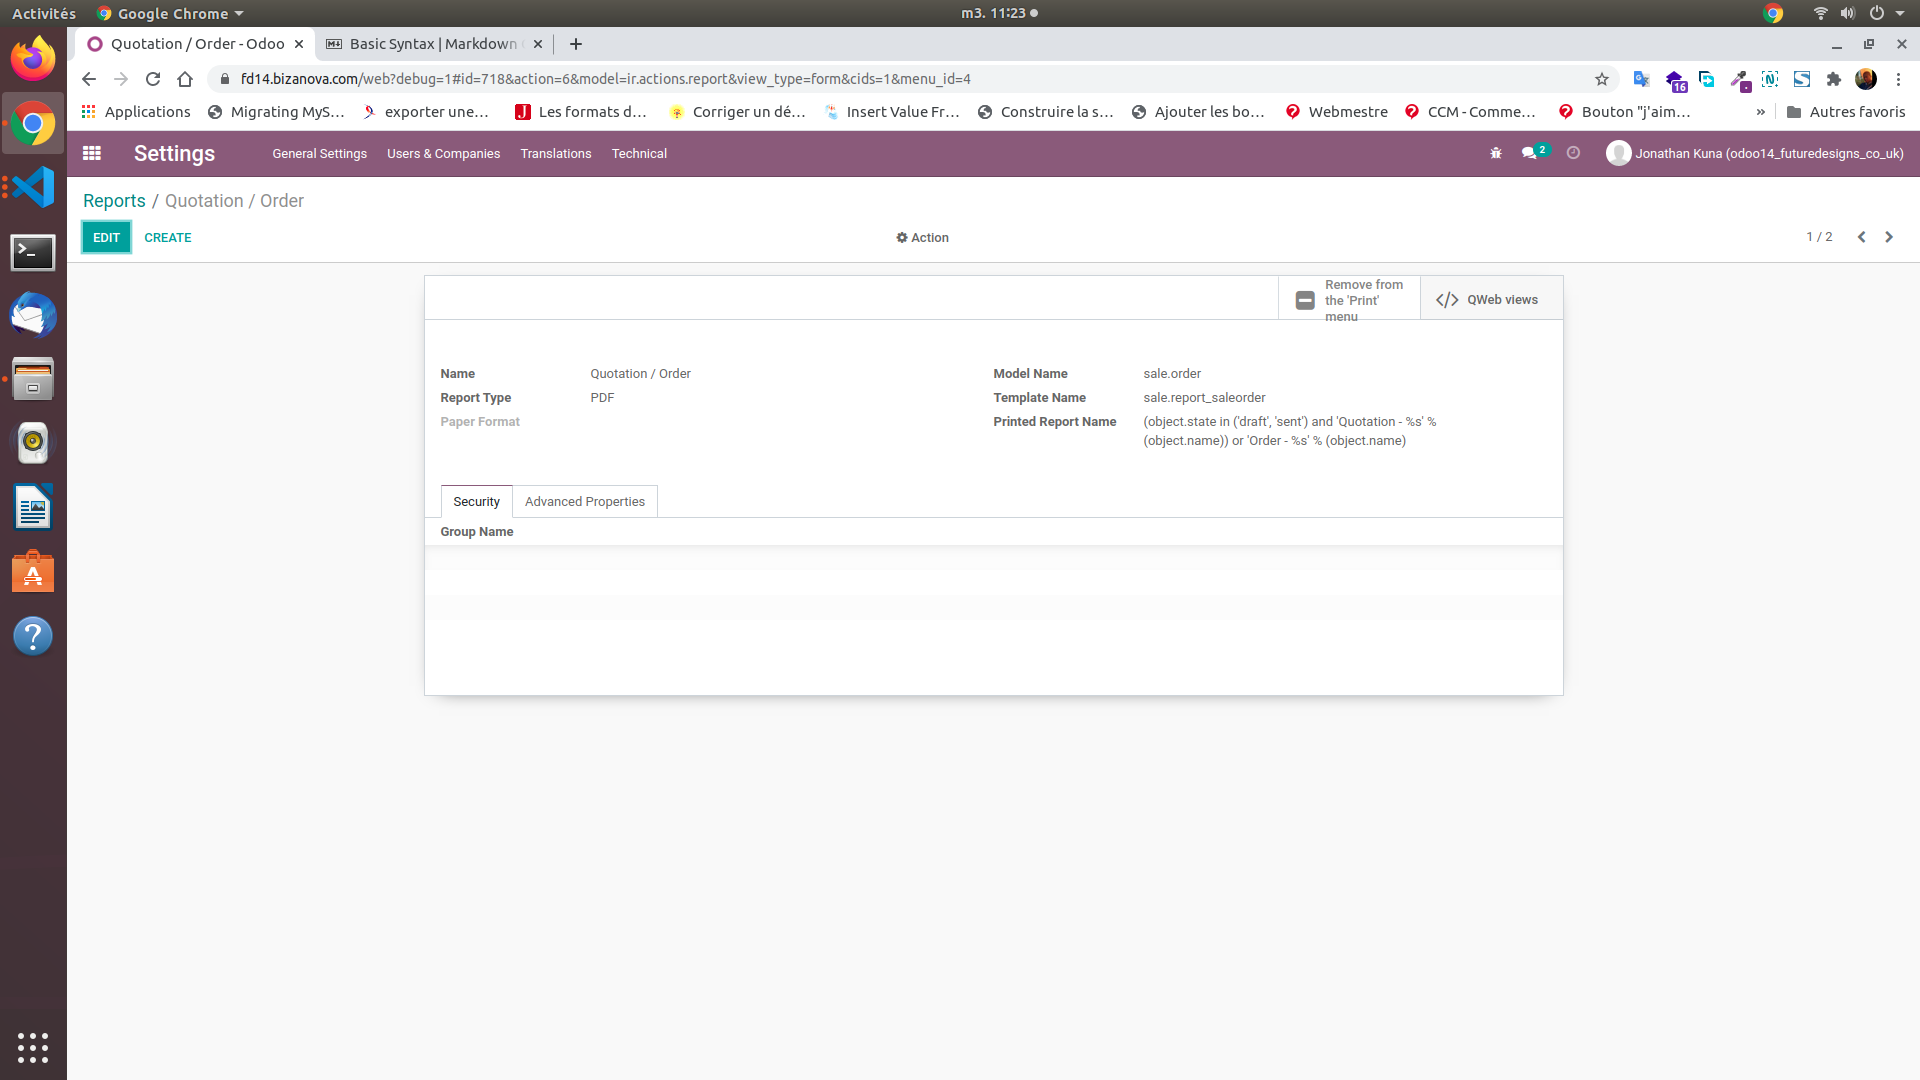 Activités
Google Chrome
m3. 11:23
Quotation / Order - Odoo
Basic Syntax | Markdown
fd14.bizanova.com/web?debug=1#id=718&action=6&model=ir.actions.report&view_type=form&cids=1&menu_id=4
16
Applications
Migrating MyS...
exporter une...
Les formats d...
Corriger un dé...
Insert Value Fr...
Construire la s...
Ajouter les bo...
Webmestre
CCM - Comme...
Bouton "j'aim...
»
Autres favoris
Settings
General Settings
Users & Companies
Translations
Technical
2
Jonathan Kuna (odoo14_futuredesigns_co_uk)
Reports / Quotation / Order
EDIT
CREATE
Action
1 / 2
Remove from
the 'Print'
menu
QWeb views
Name
Quotation / Order
Report Type
PDF
Paper Format
Model Name
sale.order
Template Name
sale.report_saleorder
Printed Report Name
(object.state in ('draft', 'sent') and 'Quotation - %s' %
(object.name)) or 'Order - %s' % (object.name)
Security
Advanced Properties
Group Name